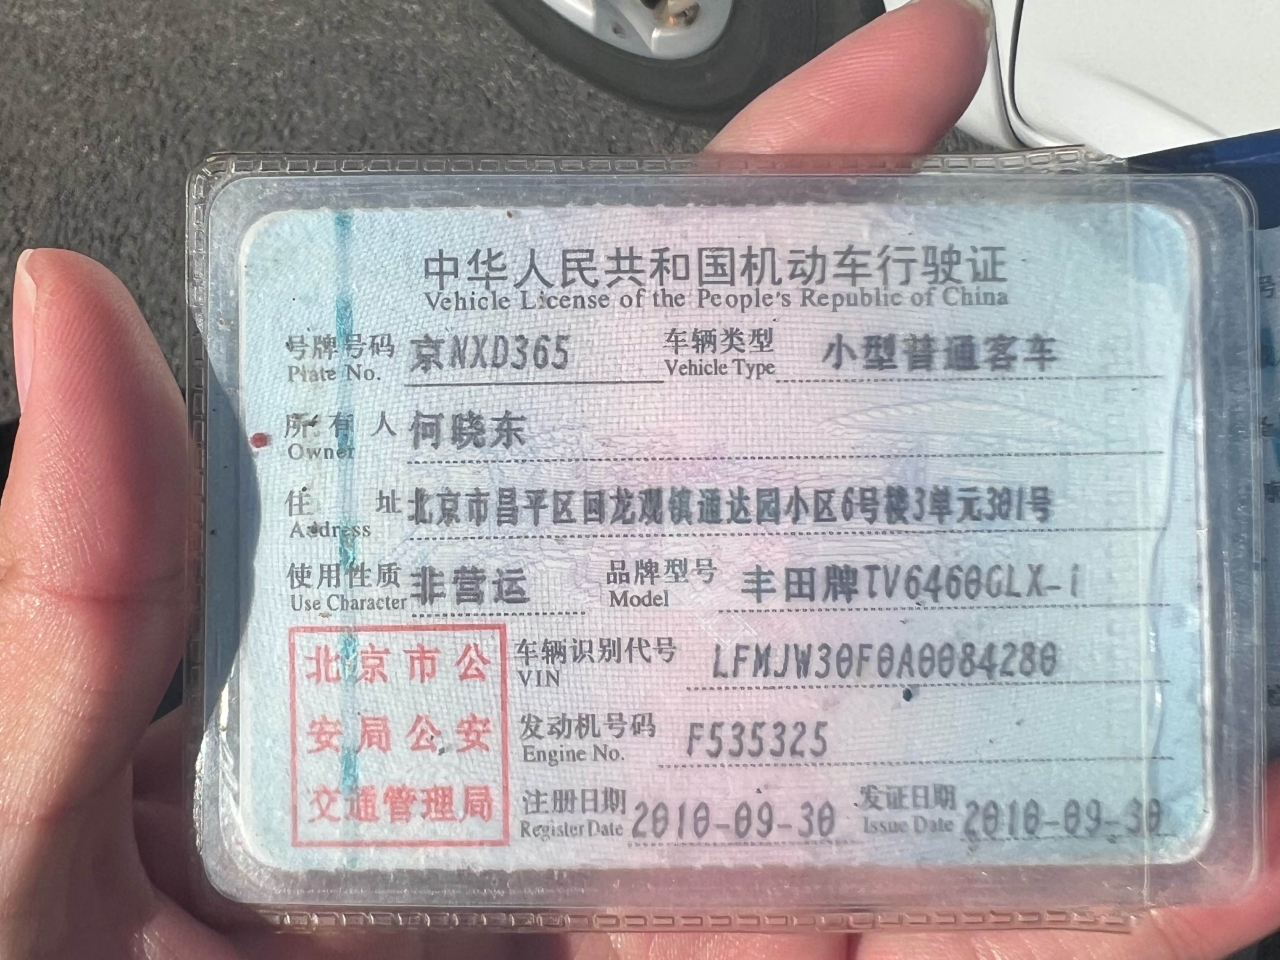 中华人民共和国机动车行驶证
Vehicle License of the People's Republic of China
号牌号码 京NXD365 车辆类型 小型普通客车
Plate No. Vehicle Type
所有人 何晓东
Owner
住址 北京市昌平区回龙观镇通达园小区6号楼3单元301号
Address
使用性质 非营运 品牌型号 丰田牌TV6460GLX-i
Use Character Model
北京市公
安局公安
交通管理局
车辆识别代号 LFMJW30F0A0084280
VIN
发动机号码 F535325
Engine No.
注册日期 2010-09-30 发证日期 2010-09-30
Register Date Issue Date
号